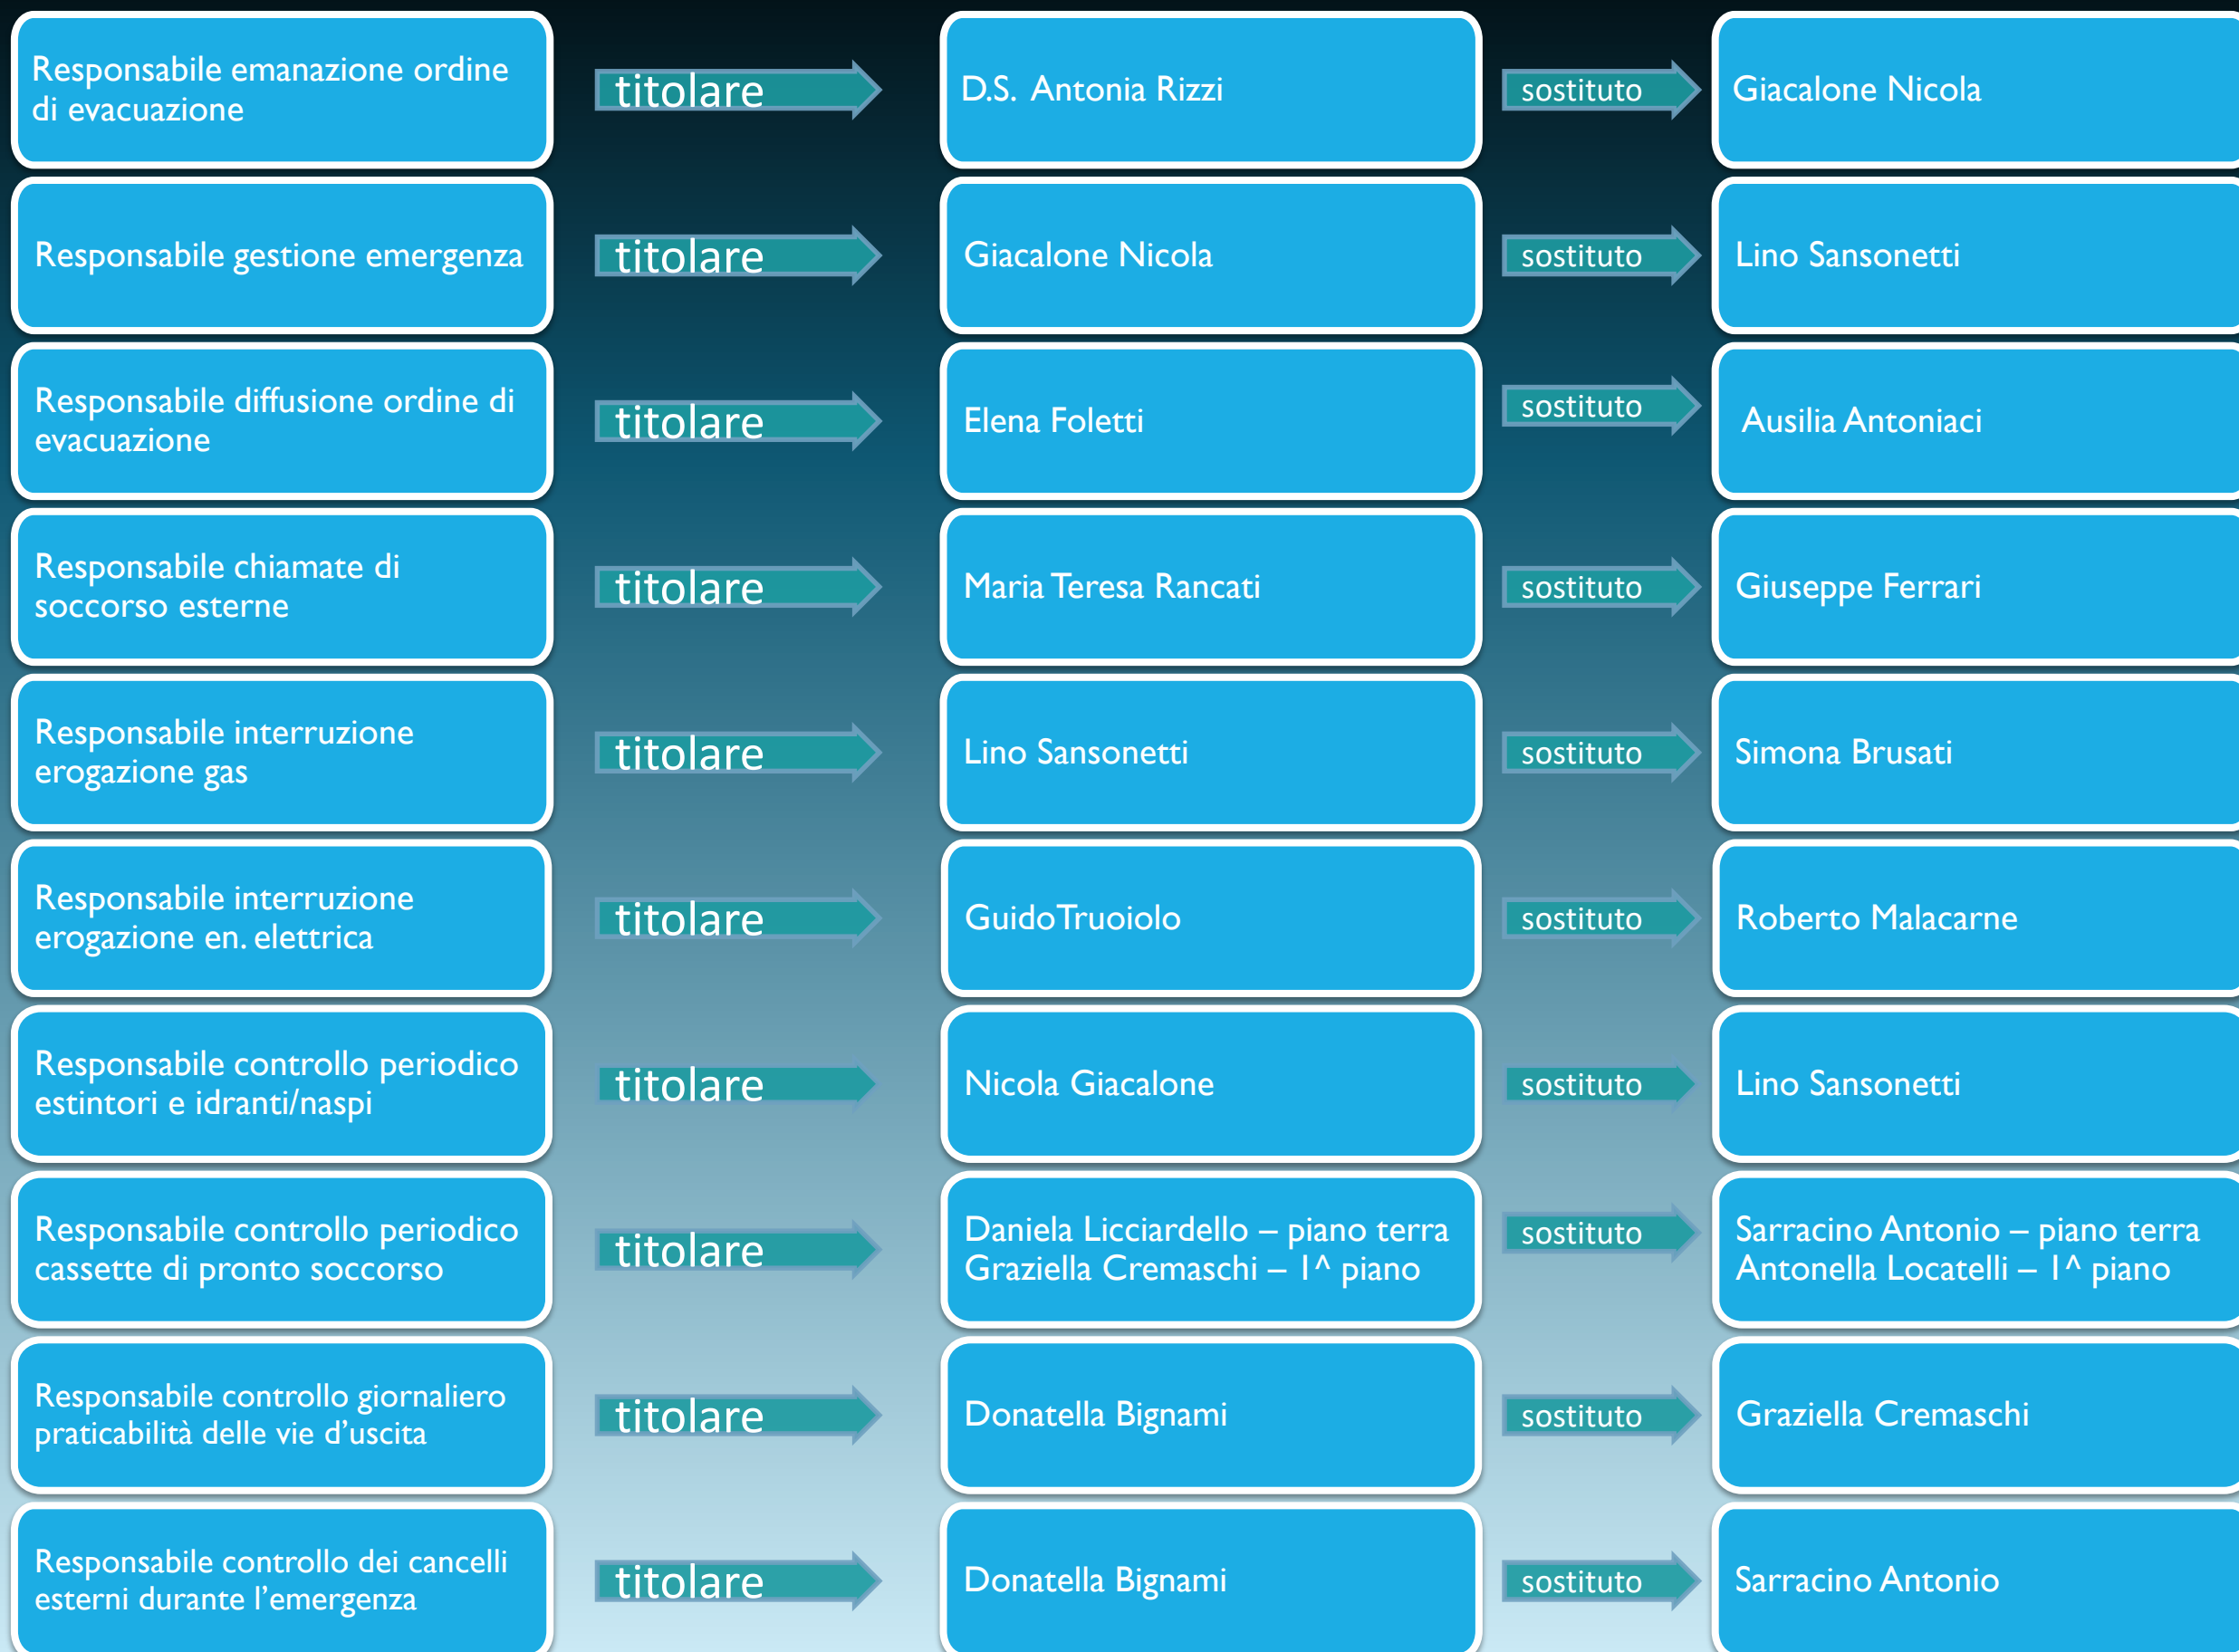 Responsabile emanazione ordine
di evacuazione
titolare
D.S. Antonia Rizzi
sostituto
Giacalone Nicola
Responsabile gestione emergenza
titolare
Giacalone Nicola
sostituto
Lino Sansonetti
Responsabile diffusione ordine di
evacuazione
titolare
Elena Foletti
sostituto
Ausilia Antoniaci
Responsabile chiamate di
soccorso esterne
titolare
Maria Teresa Rancati
sostituto
Giuseppe Ferrari
Responsabile interruzione
erogazione gas
titolare
Lino Sansonetti
sostituto
Simona Brusati
Responsabile interruzione
erogazione en. elettrica
titolare
GuidoTruoiolo
sostituto
Roberto Malacarne
Responsabile controllo periodico
estintori e idranti/naspi
titolare
Nicola Giacalone
sostituto
Lino Sansonetti
Responsabile controllo periodico
cassette di pronto soccorso
titolare
Daniela Licciardello – piano terra
Graziella Cremaschi – 1^ piano
sostituto
Sarracino Antonio – piano terra
Antonella Locatelli – 1^ piano
Responsabile controllo giornaliero
praticabilità delle vie d’uscita
titolare
Donatella Bignami
sostituto
Graziella Cremaschi
Responsabile controllo dei cancelli
esterni durante l’emergenza
titolare
Donatella Bignami
sostituto
Sarracino Antonio